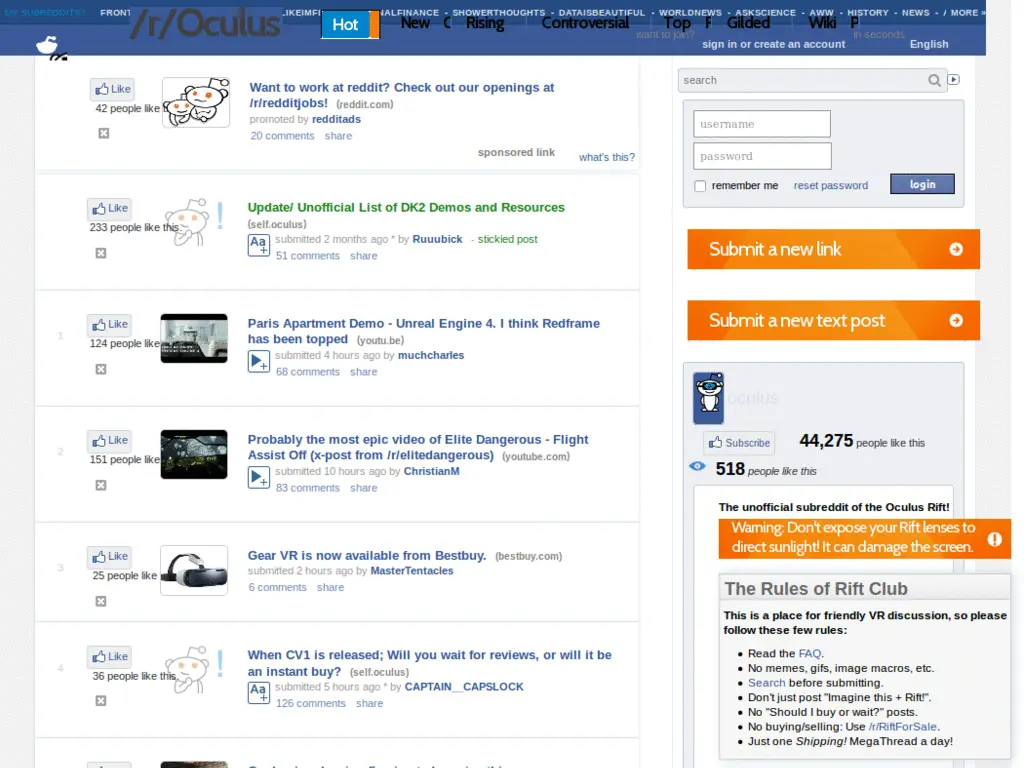 MY SUBREDDITS FRONT
- SHOWERTHOUGHTS - DATAISBEAUTIFUL - WORLDNEWS - ASKSCIENCE - AWW - HISTORY - NEWS - / MORE »
/r/Oculus
Hot New Rising Controversial Top Gilded Wiki
want to join? sign in or create an account in seconds
English
Like
42 people like
Want to work at reddit? Check out our openings at
/r/redditjobs! (reddit.com)
promoted by redditads
20 comments share
sponsored link what's this?
Like
233 people like this.
Update/ Unofficial List of DK2 Demos and Resources
(self.oculus)
Aa
submitted 2 months ago * by Ruuubick - stickied post
51 comments share
1
Like
124 people like
Paris Apartment Demo - Unreal Engine 4. I think Redframe
has been topped (youtu.be)
submitted 4 hours ago by muchcharles
68 comments share
2
Like
151 people like
Probably the most epic video of Elite Dangerous - Flight
Assist Off (x-post from /r/elitedangerous) (youtube.com)
submitted 10 hours ago by ChristianM
83 comments share
3
Like
25 people like
Gear VR is now available from Bestbuy. (bestbuy.com)
submitted 2 hours ago by MasterTentacles
6 comments share
4
Like
36 people like this.
When CV1 is released; Will you wait for reviews, or will it be
an instant buy? (self.oculus)
Aa
submitted 5 hours ago * by CAPTAIN__CAPSLOCK
126 comments share
search
username
password
remember me reset password login
Submit a new link
Submit a new text post
oculus
Subscribe 44,275 people like this
518 people like this
The unofficial subreddit of the Oculus Rift!
Warning: Don't expose your Rift lenses to
direct sunlight! It can damage the screen.
The Rules of Rift Club
This is a place for friendly VR discussion, so please
follow these few rules:
• Read the FAQ.
• No memes, gifs, image macros, etc.
• Search before submitting.
• Don't just post "Imagine this + Rift!".
• No "Should I buy or wait?" posts.
• No buying/selling: Use /r/RiftForSale.
• Just one Shipping! MegaThread a day!